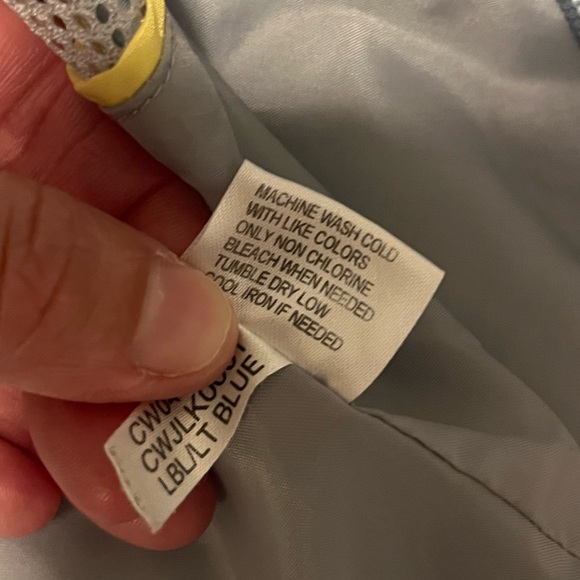 MACHINE WASH COLD
WITH LIKE COLORS
ONLY NON CHLORINE
BLEACH WHEN NEEDED
TUMBLE DRY LOW
COOL IRON IF NEEDED
LBL/LT BLUE